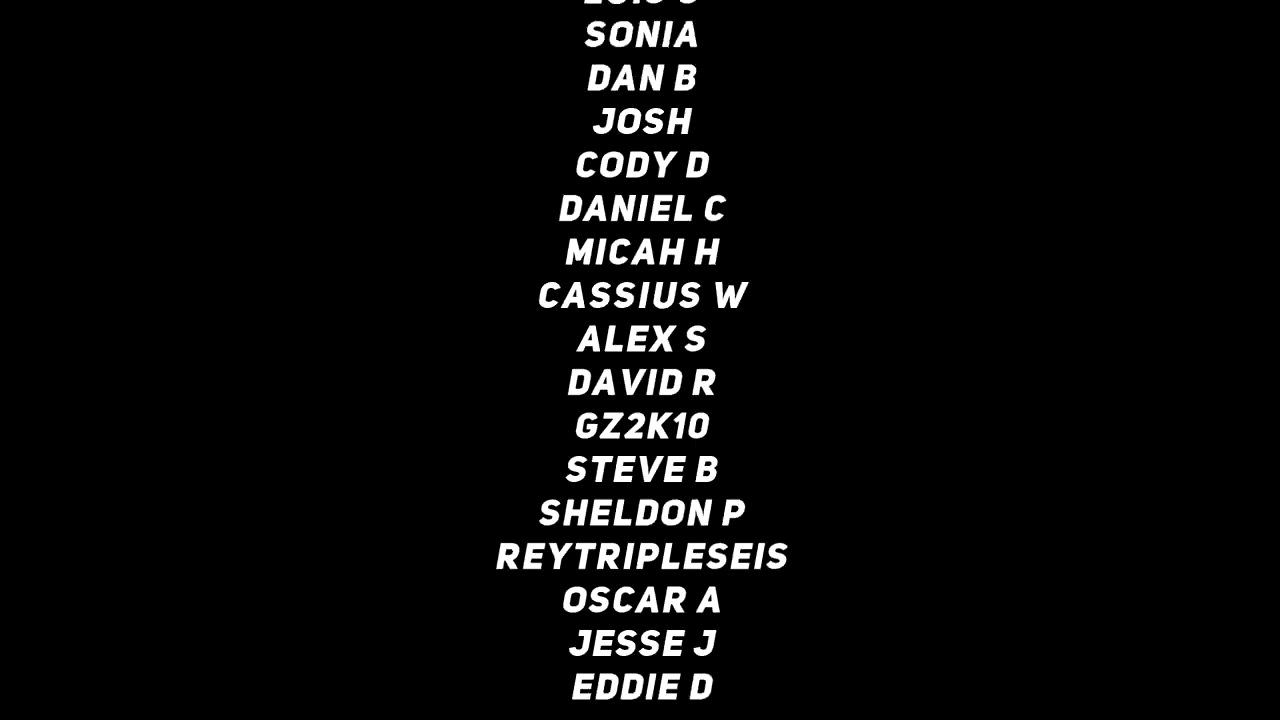 SONIA
DAN B
JOSH
CODY D
DANIEL C
MICAH H
CASSIUS W
ALEX S
DAVID R
GZ2K10
STEVE B
SHELDON P
REYTRIPLESEIS
OSCAR A
JESSE J
EDDIE D